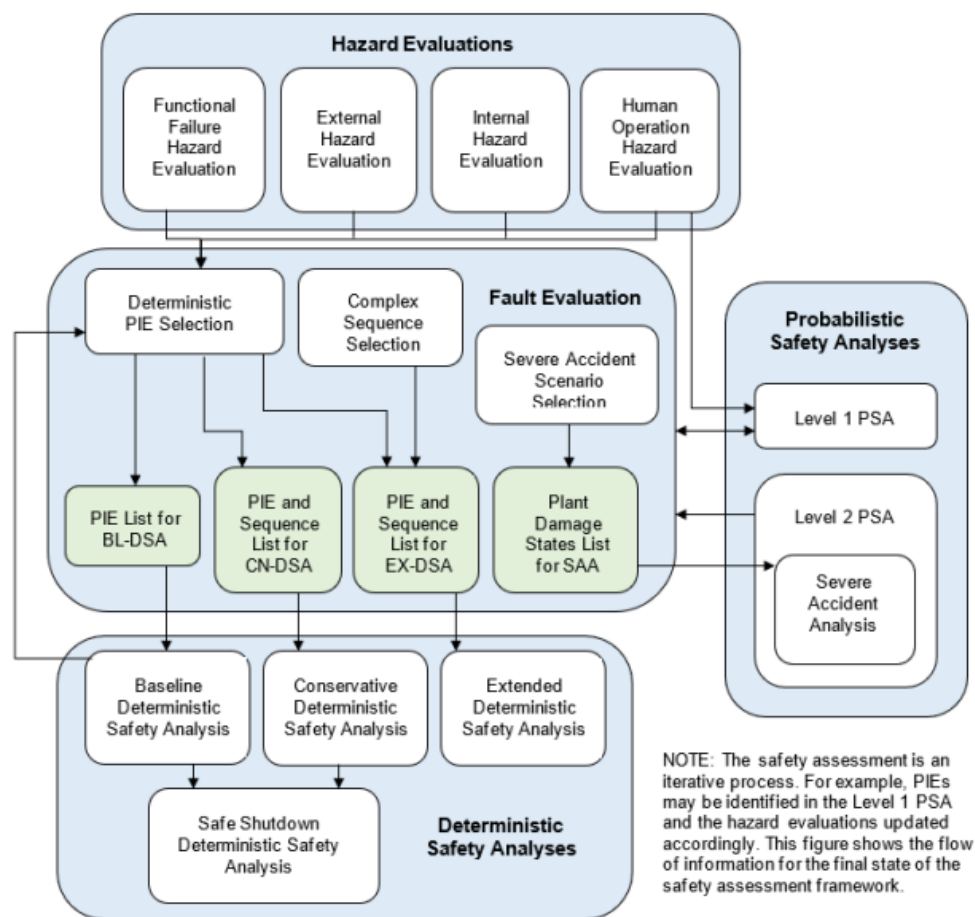 Hazard Evaluations
Functional
Failure
Hazard
Evaluation
External
Hazard
Evaluation
Internal
Hazard
Evaluation
Human
Operation
Hazard
Evaluation
Fault Evaluation
Deterministic
PIE Selection
Complex
Sequence
Selection
Severe Accident
Scenario
Selection
PIE List for
BL-DSA
PIE and
Sequence
List for
CN-DSA
PIE and
Sequence
List for
EX-DSA
Plant
Damage
States List
for SAA
Probabilistic
Safety Analyses
Level 1 PSA
Level 2 PSA
Severe
Accident
Analysis
Baseline
Deterministic
Safety Analysis
Conservative
Deterministic
Safety Analysis
Extended
Deterministic
Safety Analysis
Safe Shutdown
Deterministic Safety
Analysis
Deterministic
Safety Analyses
NOTE: The safety assessment is an
iterative process. For example, PIEs
may be identified in the Level 1 PSA
and the hazard evaluations updated
accordingly. This figure shows the flow
of information for the final state of the
safety assessment framework.